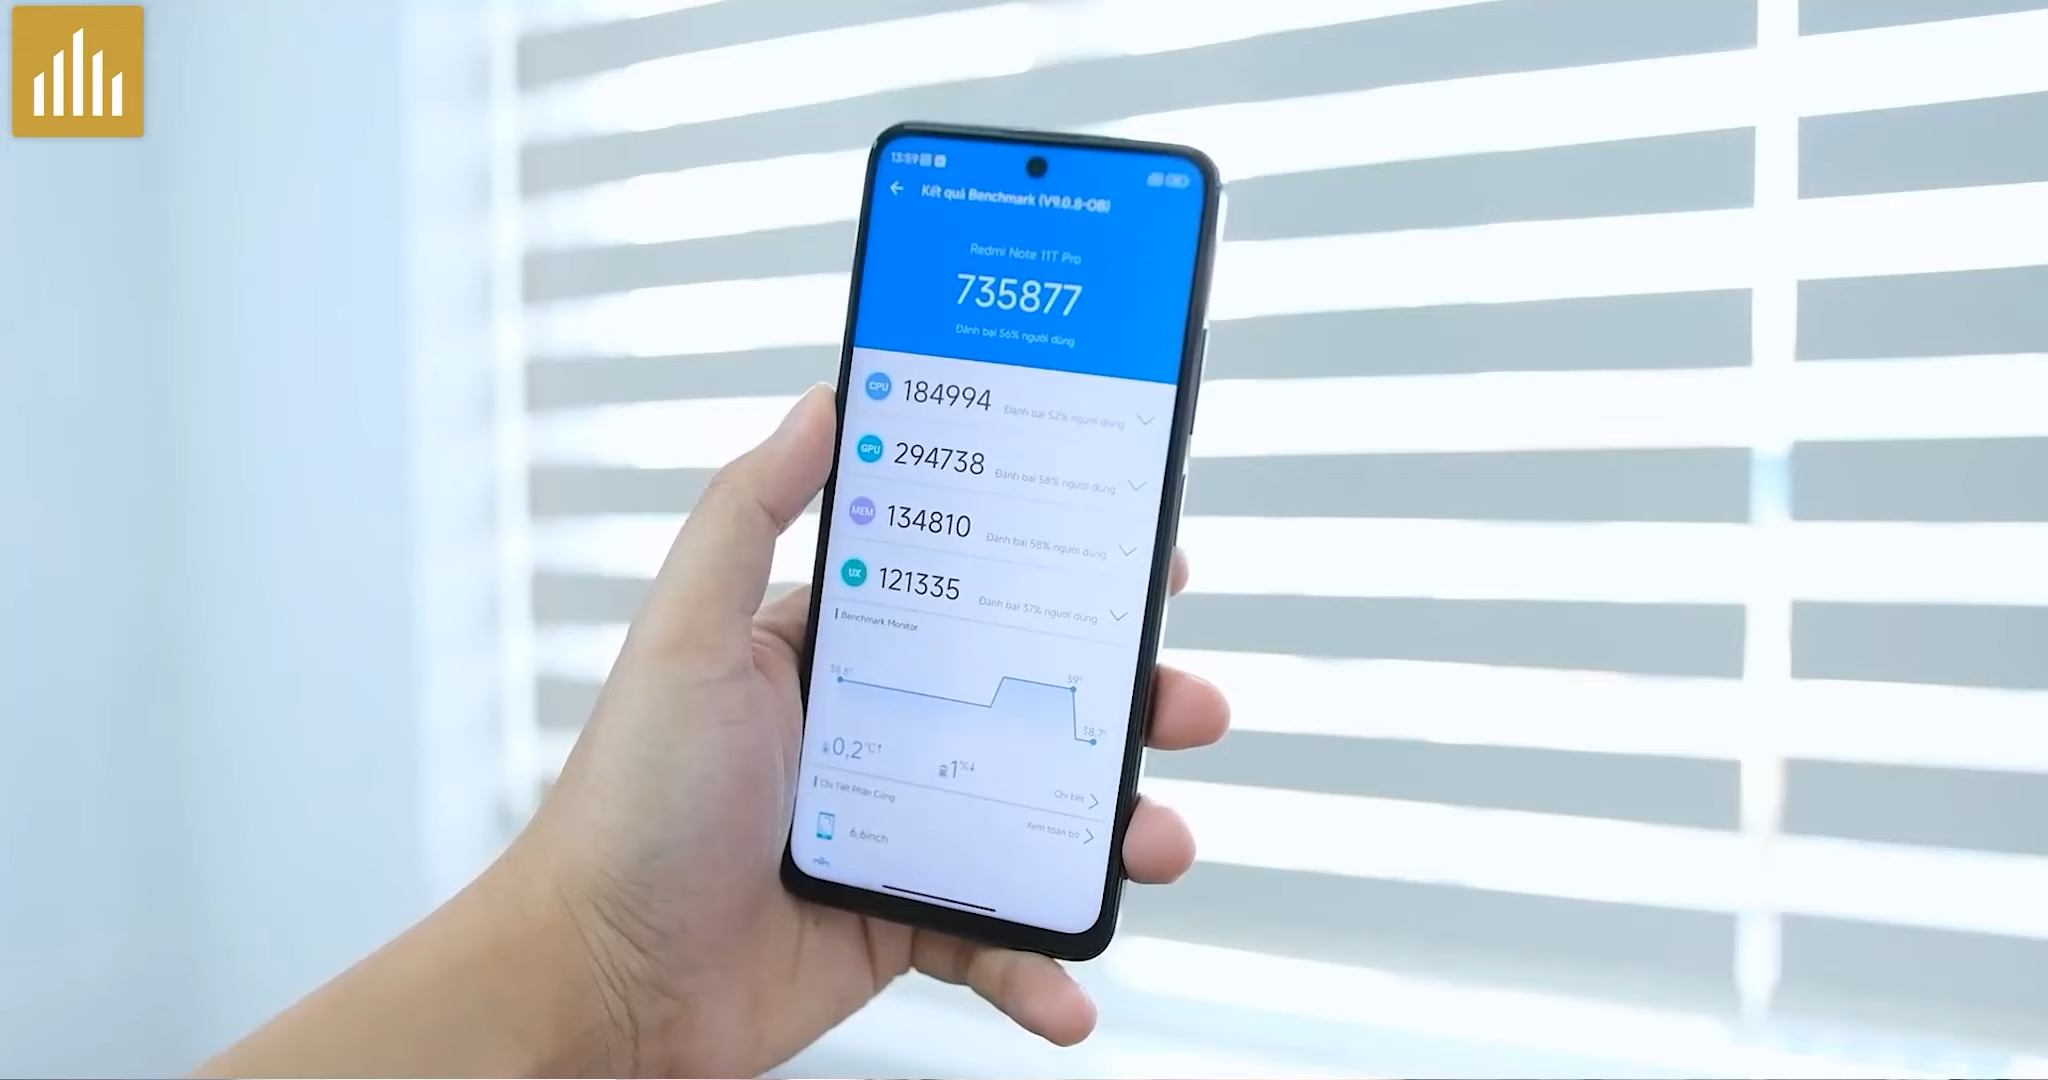 13:59
Kết quả Benchmark (V9.0.8-OB)
Redmi Note 11T Pro
735877
Đánh bại 56% người dùng
CPU 184994 Đánh bại 52% người dùng
GPU 294738 Đánh bại 58% người dùng
MEM 134810 Đánh bại 58% người dùng
UX 121335 Đánh bại 37% người dùng
Benchmark Monitor
38,8°
39°
38,7°
0,2°C↑
1%↓
Chi tiết
Chi Tiết Phần Cứng
Xem toàn bộ
6.6inch